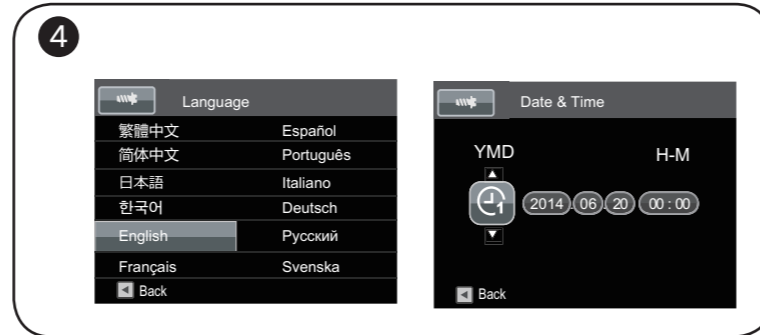 4
Language
繁體中文 Español
简体中文 Português
日本語 Italiano
한국어 Deutsch
English Русский
Français Svenska
Back
Date & Time
YMD H-M
1 2014.06.20 00:00
Back